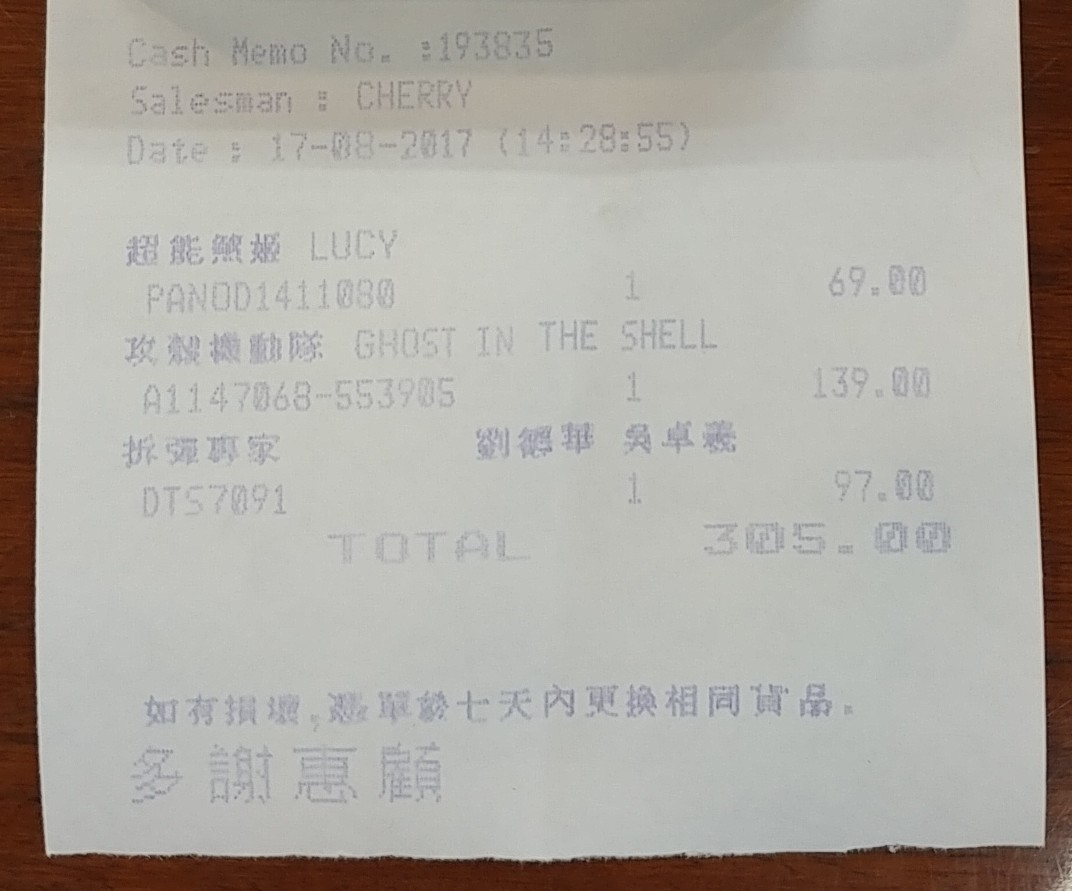 Cash Memo No. :193835
Salesman : CHERRY
Date : 17-08-2017 (14:28:55)
超能煞姬 LUCY
PANOD1411080 1 69.00
攻殼機動隊 GHOST IN THE SHELL
A1147068-553905 1 139.00
拆彈專家 劉德華 吳卓羲
DTS7091 1 97.00
TOTAL 305.00
如有損壞,憑單於七天內更換相同貨品。
多謝惠顧